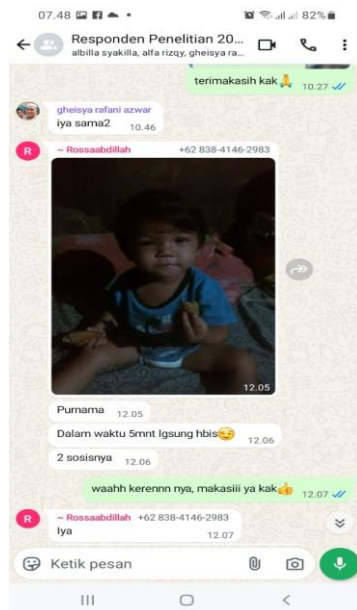 07.48
82%
Responden Penelitian 20...
albilla syakilla, alfa rizqy, gheisya ra...
terimakasih kak🙏 10.27
gheisya rafani azwar
iya sama2 10.46
R ~ Rossaabdillah +62 838-4146-2983
12.05
Purnama 12.05
Dalam waktu 5mnt lgsung hbis😉 12.06
2 sosisnya 12.06
waahh kerennn nya, makasiii ya kak👍 12.07
R ~ Rossaabdillah +62 838-4146-2983
Iya 12.07
Ketik pesan